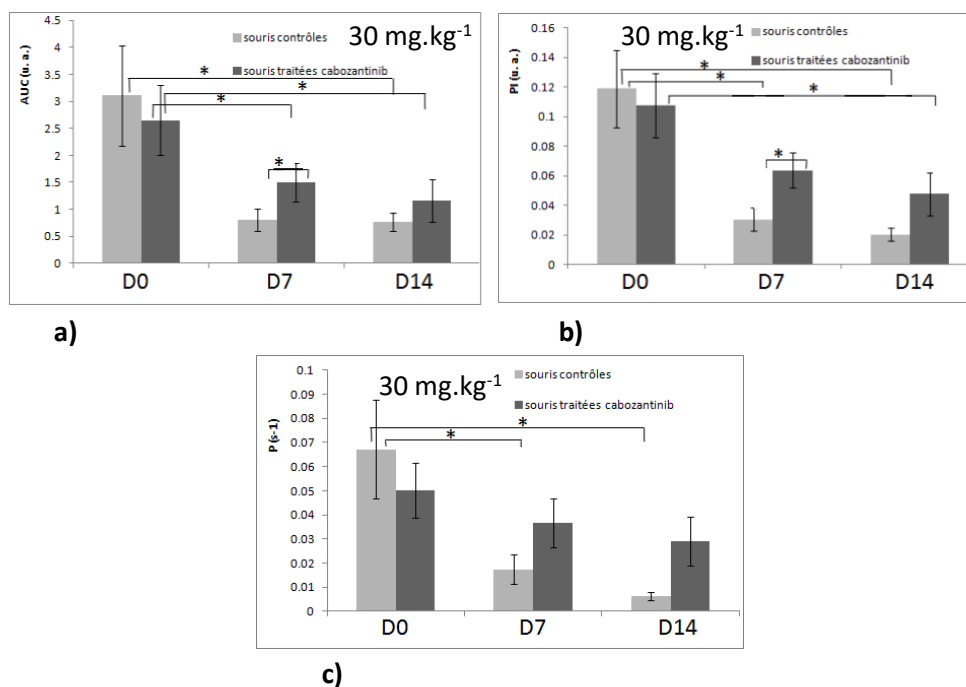 30 mg.kg-1
souris contrôles
souris traitées cabozantinib
AUC (u. a.)
4.5
4
3.5
3
2.5
2
1.5
1
0.5
0
*
*
*
*
D0 D7 D14
a)
30 mg.kg-1
souris contrôles
souris traitées cabozantinib
PI (u. a.)
0.16
0.14
0.12
0.1
0.08
0.06
0.04
0.02
0
*
*
*
*
D0 D7 D14
b)
30 mg.kg-1
souris contrôles
souris traitées cabozantinib
P (s-1)
0.1
0.09
0.08
0.07
0.06
0.05
0.04
0.03
0.02
0.01
0
*
*
D0 D7 D14
c)